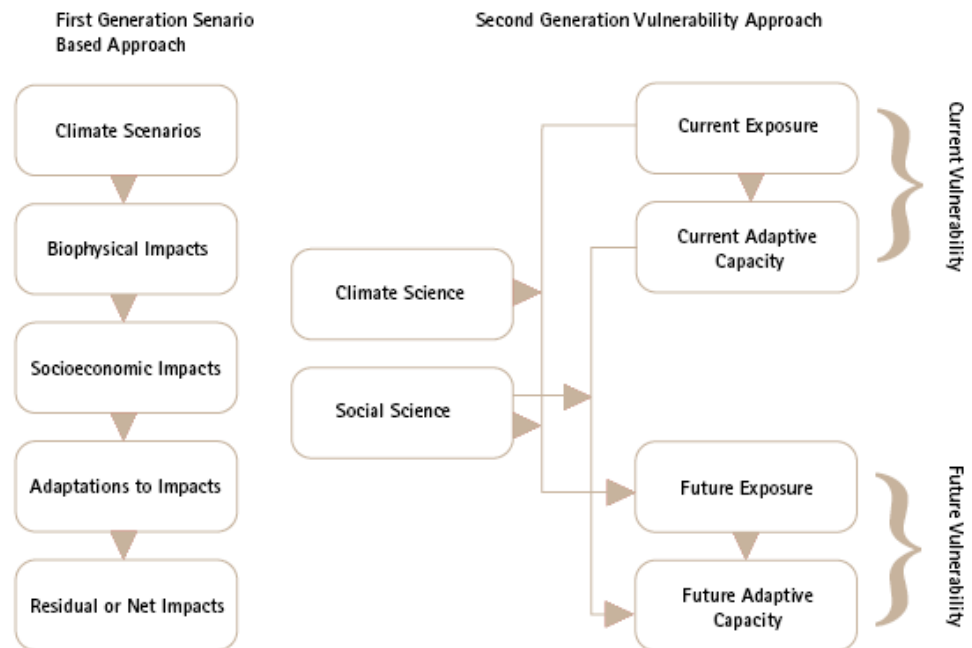 First Generation Senario
Based Approach
Climate Scenarios
Biophysical Impacts
Socioeconomic Impacts
Adaptations to Impacts
Residual or Net Impacts
Second Generation Vulnerability Approach
Climate Science
Social Science
Current Exposure
Current Adaptive
Capacity
Current Vulnerability
Future Exposure
Future Adaptive
Capacity
Future Vulnerability